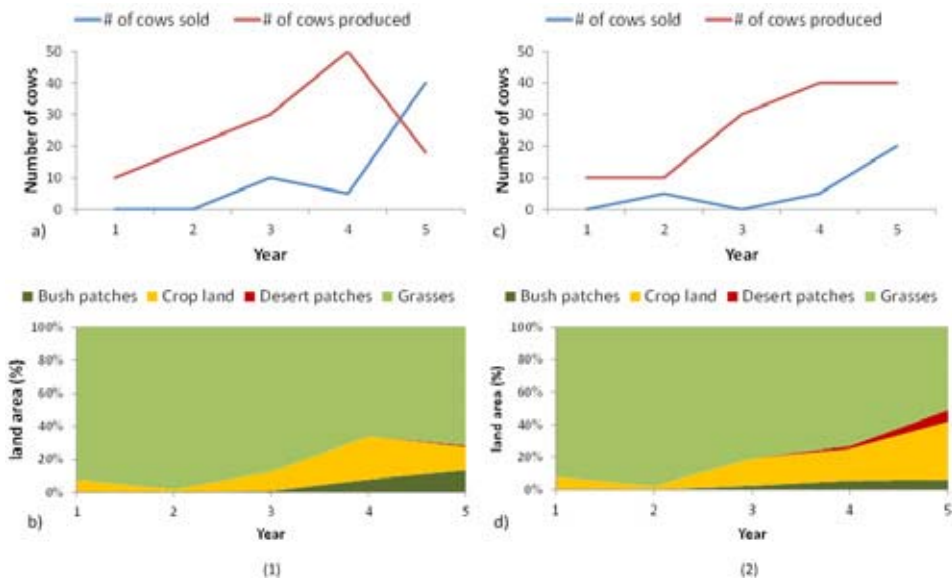 # of cows sold # of cows produced
Number of cows
50
40
30
20
10
0
1 2 3 4 5
a)
Year
# of cows sold # of cows produced
Number of cows
50
40
30
20
10
0
1 2 3 4 5
c)
Year
Bush patches Crop land Desert patches Grasses
land area (%)
100%
80%
60%
40%
20%
0%
1 2 3 4 5
b)
Year
(1)
Bush patches Crop land Desert patches Grasses
land area (%)
100%
80%
60%
40%
20%
0%
1 2 3 4 5
d)
Year
(2)